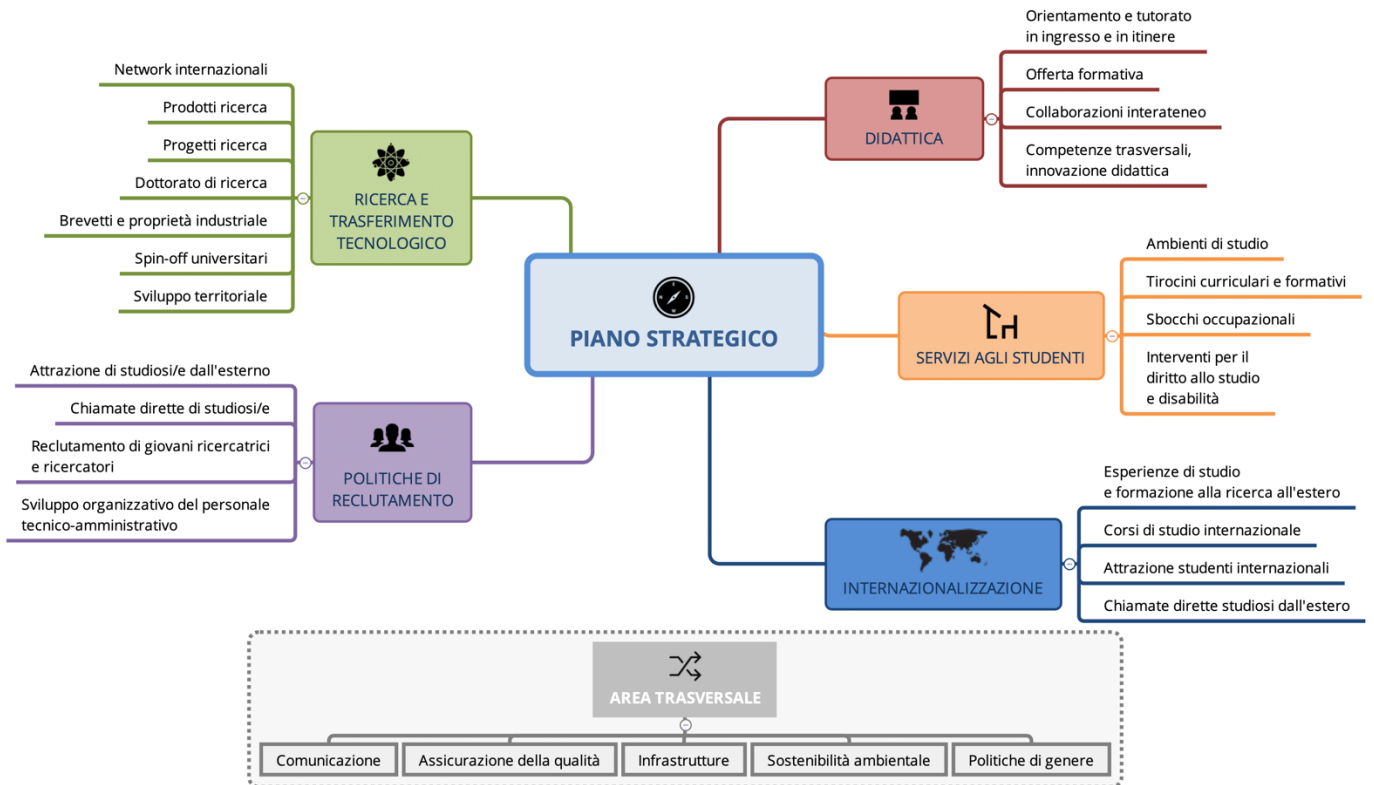 PIANO STRATEGICO
DIDATTICA
Orientamento e tutorato
in ingresso e in itinere
Offerta formativa
Collaborazioni interateneo
Competenze trasversali,
innovazione didattica
SERVIZI AGLI STUDENTI
Ambienti di studio
Tirocini curriculari e formativi
Sbocchi occupazionali
Interventi per il
diritto allo studio
e disabilità
INTERNAZIONALIZZAZIONE
Esperienze di studio
e formazione alla ricerca all'estero
Corsi di studio internazionale
Attrazione studenti internazionali
Chiamate dirette studiosi dall'estero
RICERCA E
TRASFERIMENTO
TECNOLOGICO
Network internazionali
Prodotti ricerca
Progetti ricerca
Dottorato di ricerca
Brevetti e proprietà industriale
Spin-off universitari
Sviluppo territoriale
POLITICHE DI
RECLUTAMENTO
Attrazione di studiosi/e dall'esterno
Chiamate dirette di studiosi/e
Reclutamento di giovani ricercatrici
e ricercatori
Sviluppo organizzativo del personale
tecnico-amministrativo
AREA TRASVERSALE
Comunicazione
Assicurazione della qualità
Infrastrutture
Sostenibilità ambientale
Politiche di genere